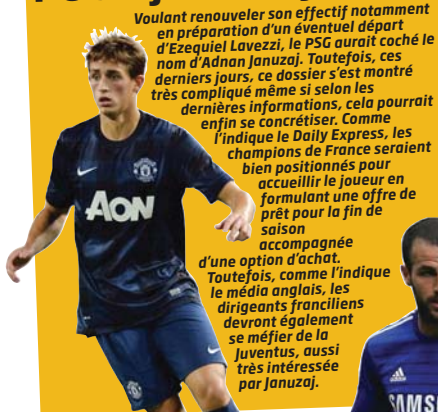 Voulant renouveler son effectif notamment
en préparation d'un éventuel départ
d'Ezequiel Lavezzi, le PSG aurait coché le
nom d'Adnan Januzaj. Toutefois, ces
derniers jours, ce dossier s'est montré
très compliqué même si selon les
dernières informations, cela pourrait
enfin se concrétiser. Comme
l'indique le Daily Express, les
champions de France seraient
bien positionnés pour
accueillir le joueur en
formulant une offre de
prêt pour la fin de
saison
accompagnée
d'une option d'achat.
Toutefois, comme l'indique
le média anglais, les
dirigeants franciliens
devront également
se méfier de la
Juventus, aussi
très intéressée
par Januzaj.
AON
SAMS